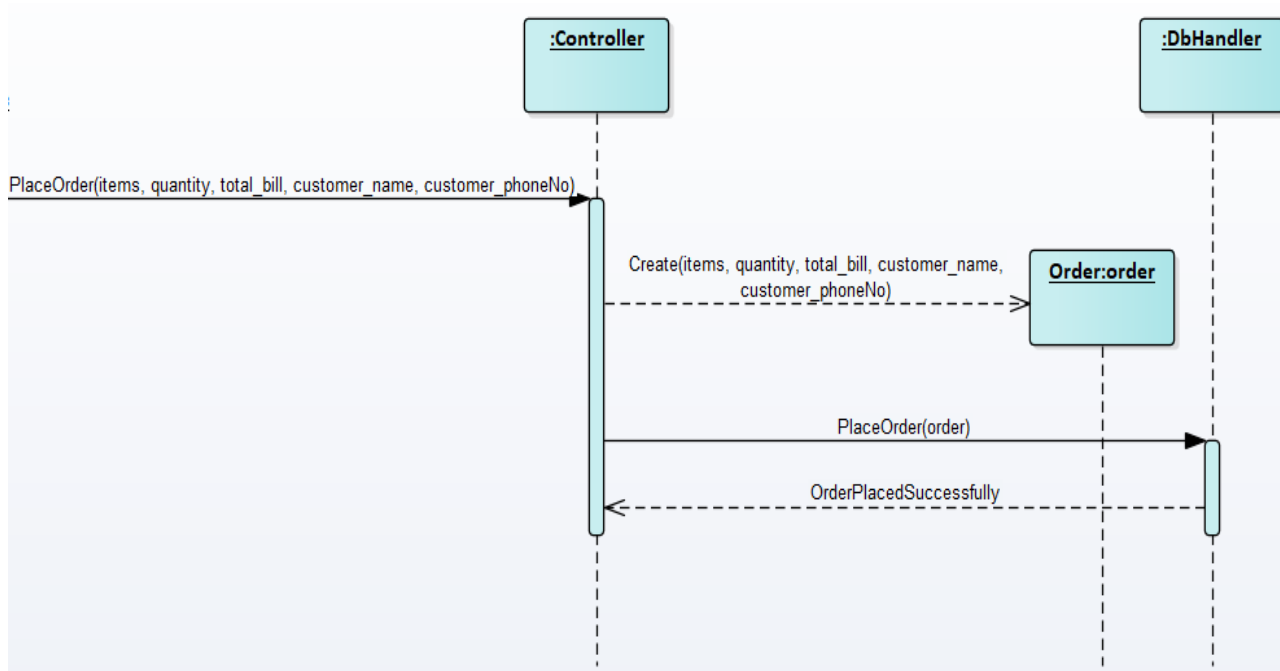 :Controller
:DbHandler
PlaceOrder(items, quantity, total_bill, customer_name, customer_phoneNo)
Create(items, quantity, total_bill, customer_name,
customer_phoneNo)
Order:order
PlaceOrder(order)
OrderPlacedSuccessfully